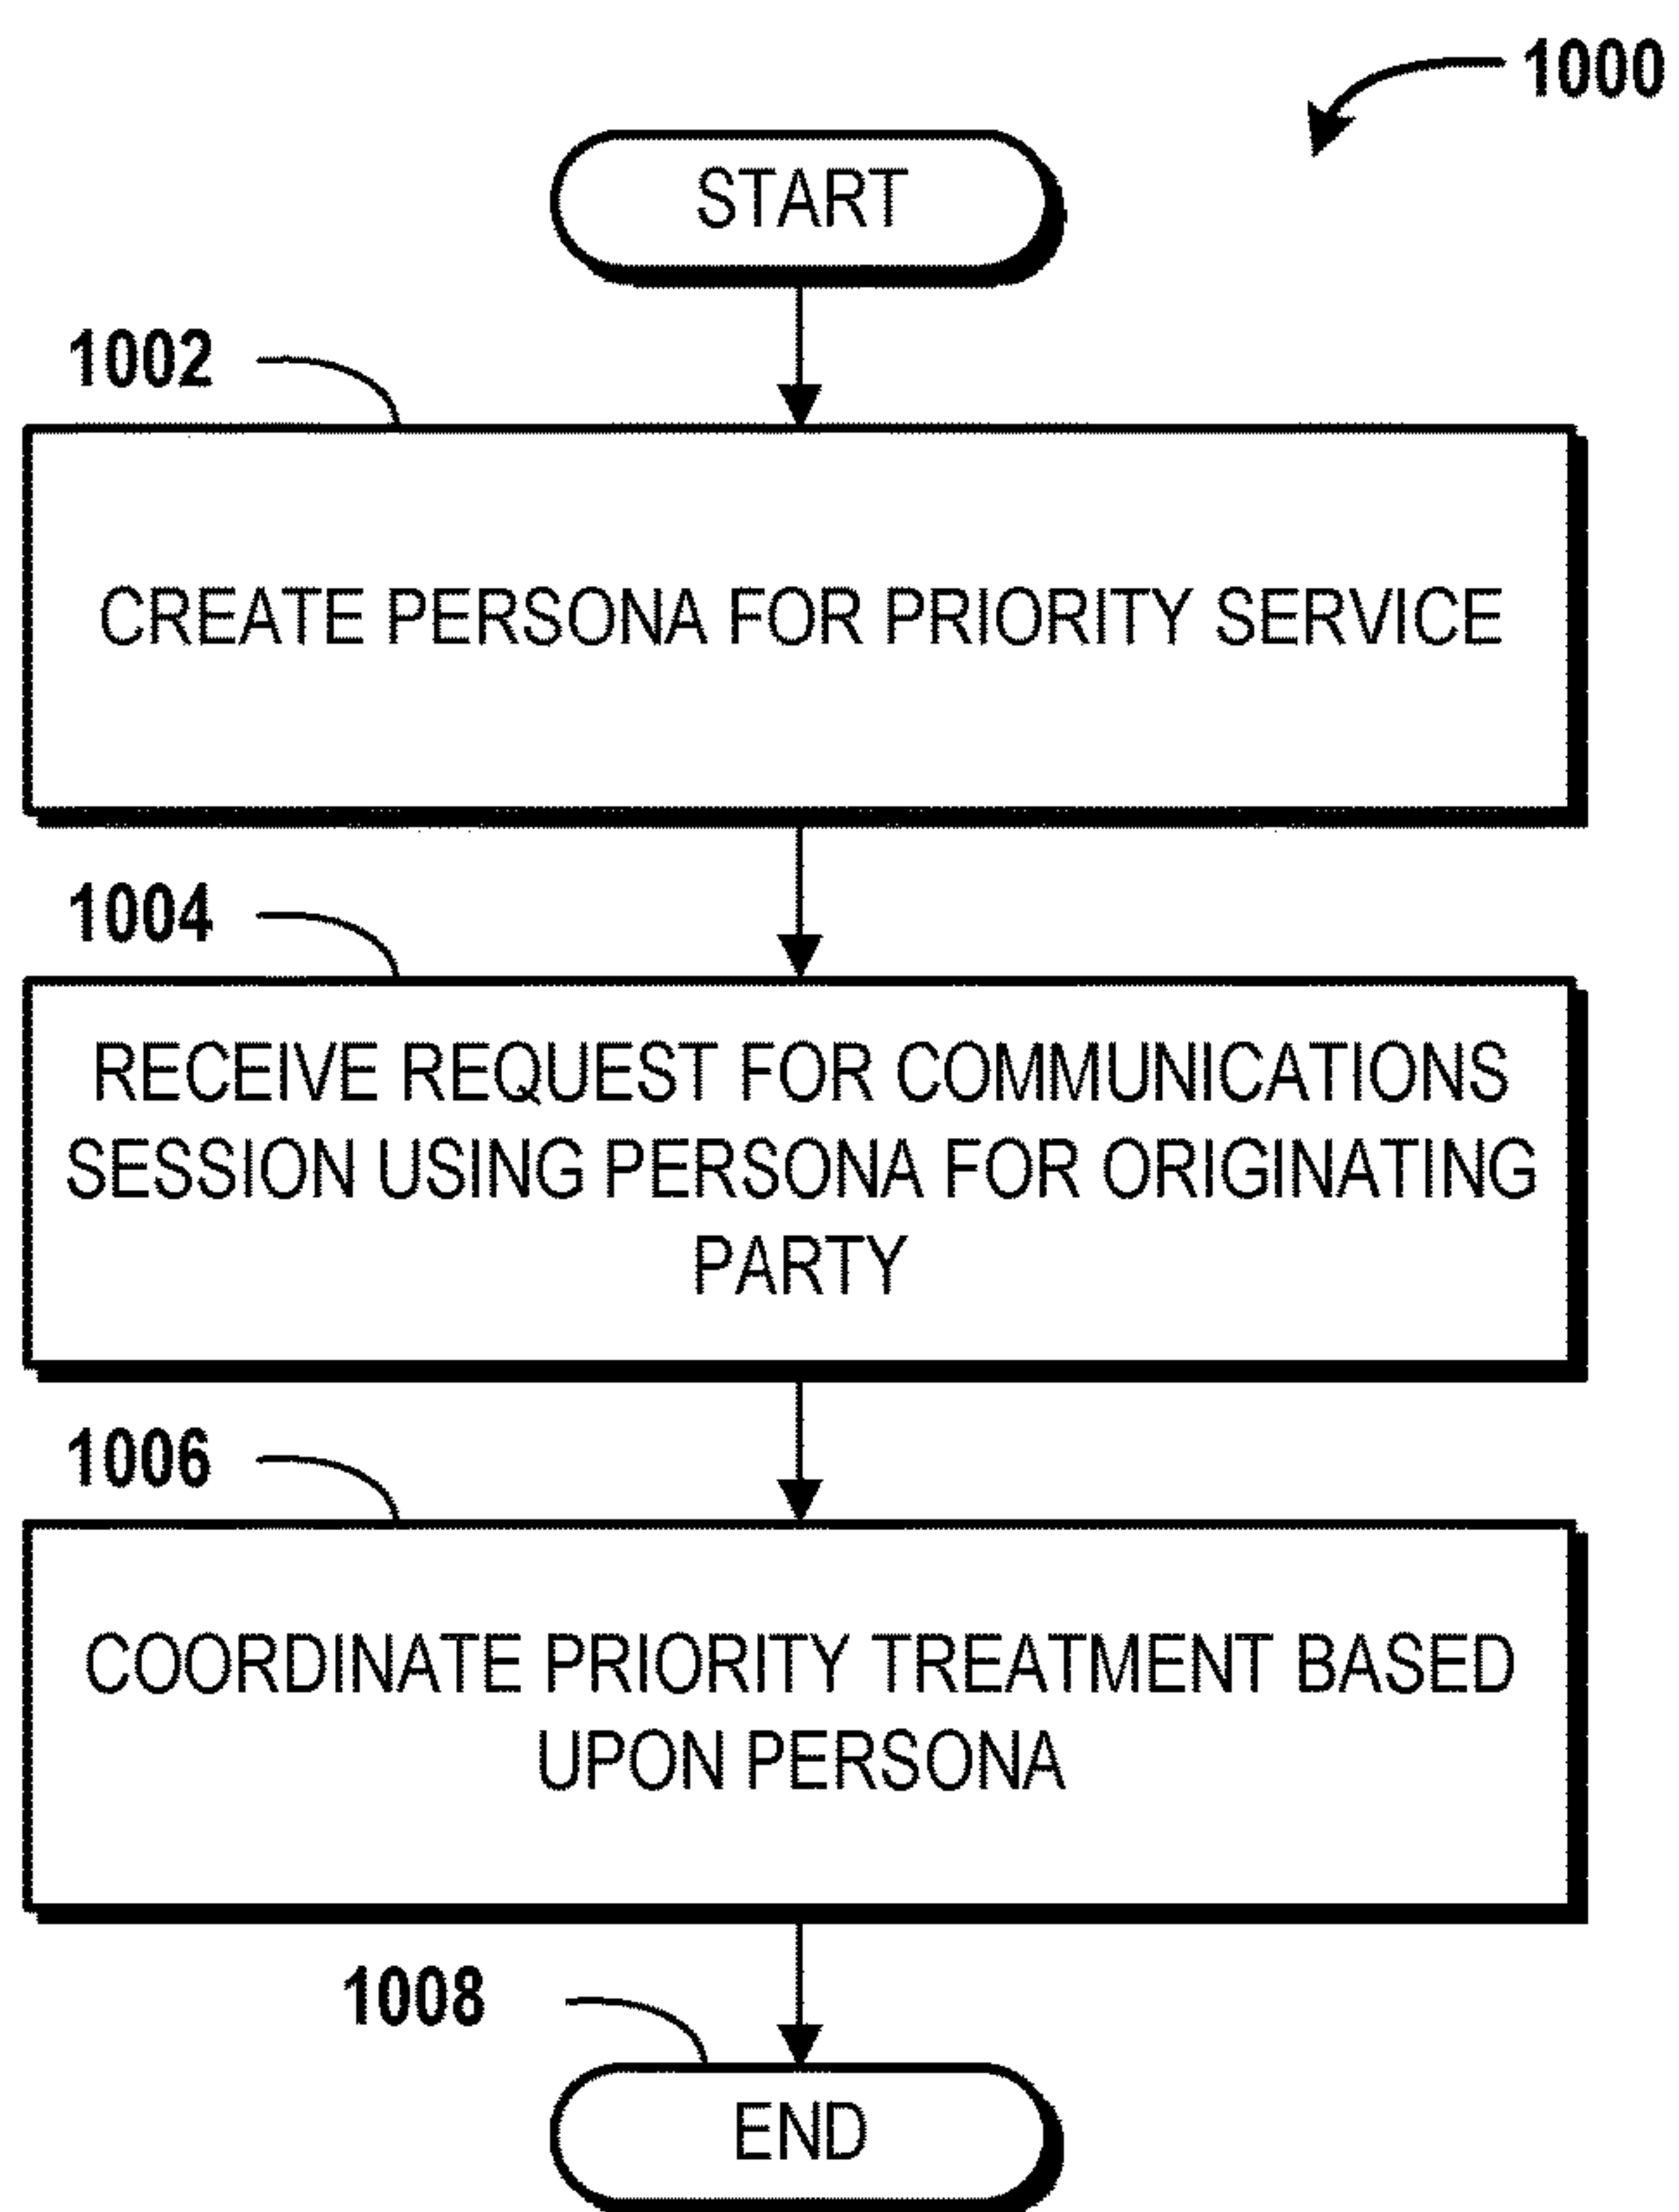 1000
START
1002
CREATE PERSONA FOR PRIORITY SERVICE
1004
RECEIVE REQUEST FOR COMMUNICATIONS
SESSION USING PERSONA FOR ORIGINATING
PARTY
1006
COORDINATE PRIORITY TREATMENT BASED
UPON PERSONA
1008
END